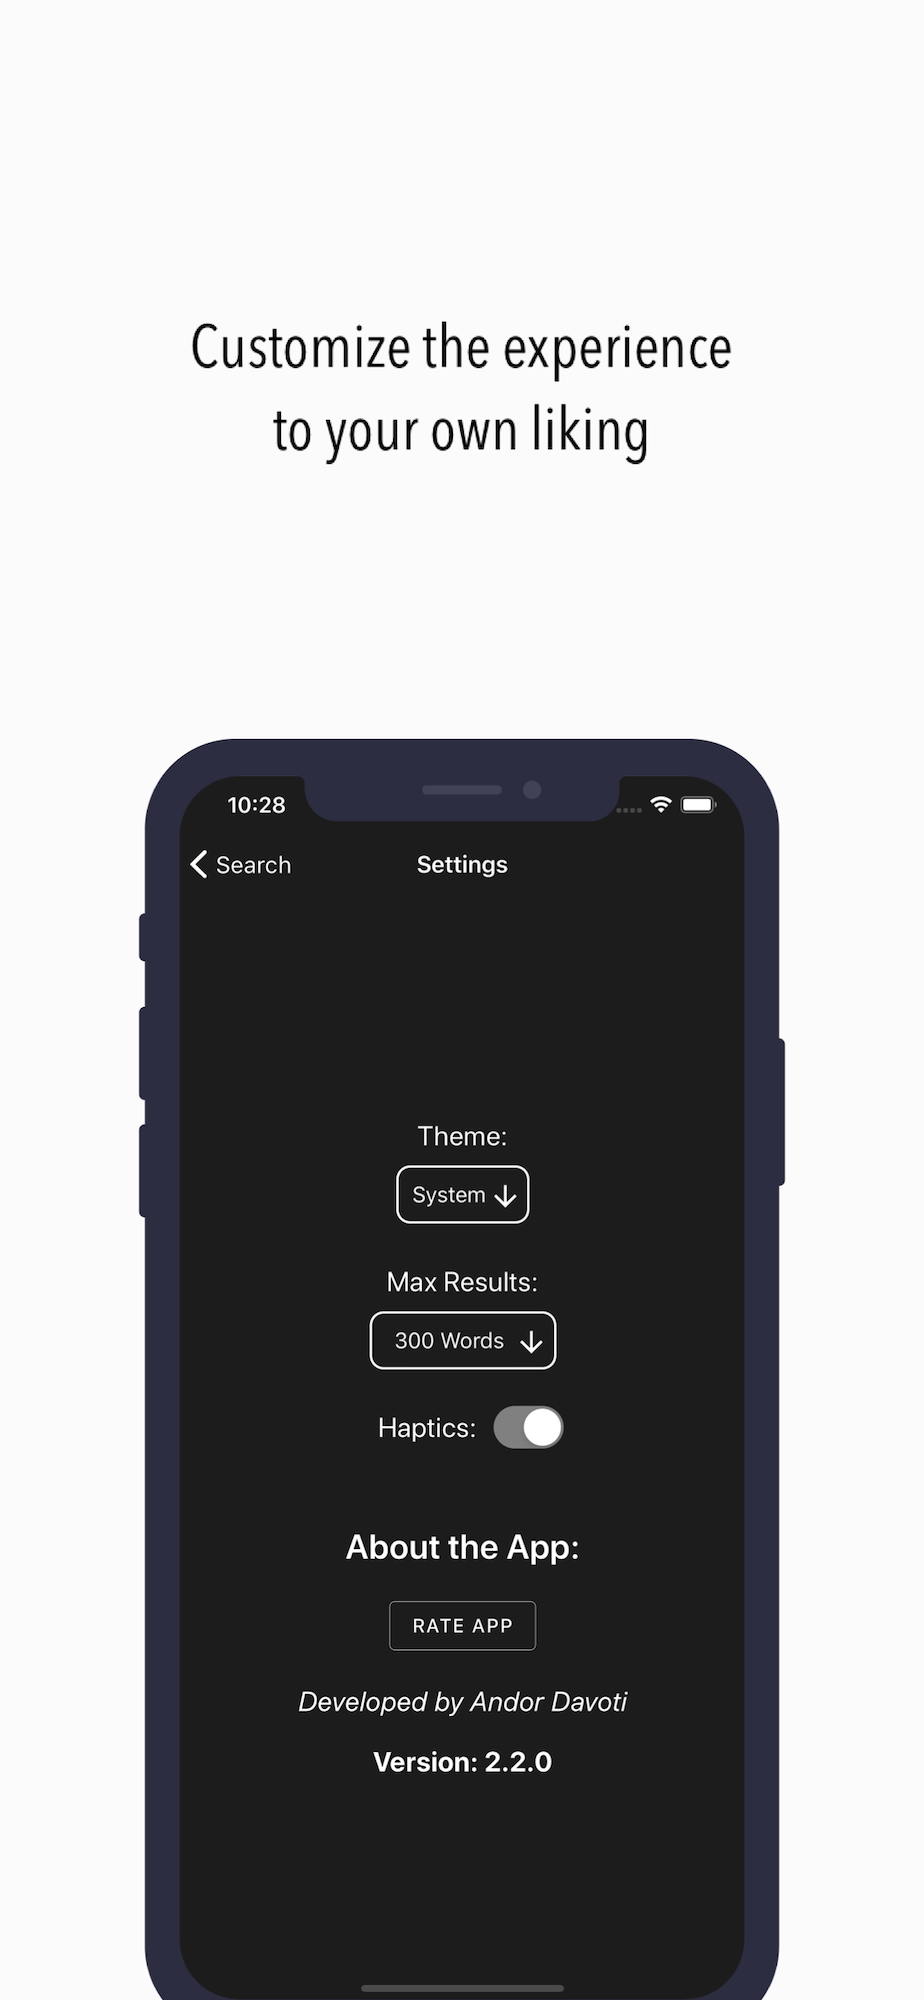 Customize the experience
to your own liking
10:28
Search
Settings
Theme:
System
Max Results:
300 Words
Haptics:
About the App:
RATE APP
Developed by Andor Davoti
Version: 2.2.0